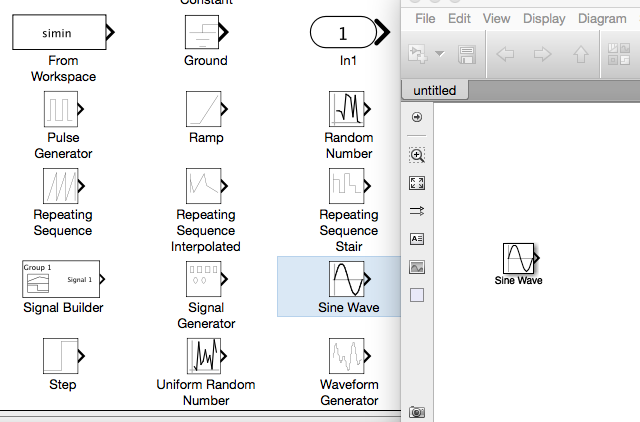 Constant
simin
From
Workspace
Ground
1
In1
Pulse
Generator
Ramp
Random
Number
Repeating
Sequence
Repeating
Sequence
Interpolated
Repeating
Sequence
Stair
Group 1
Signal 1
Signal Builder
Signal
Generator
Sine Wave
Step
Uniform Random
Number
Waveform
Generator
File Edit View Display Diagram
untitled
A
Sine Wave